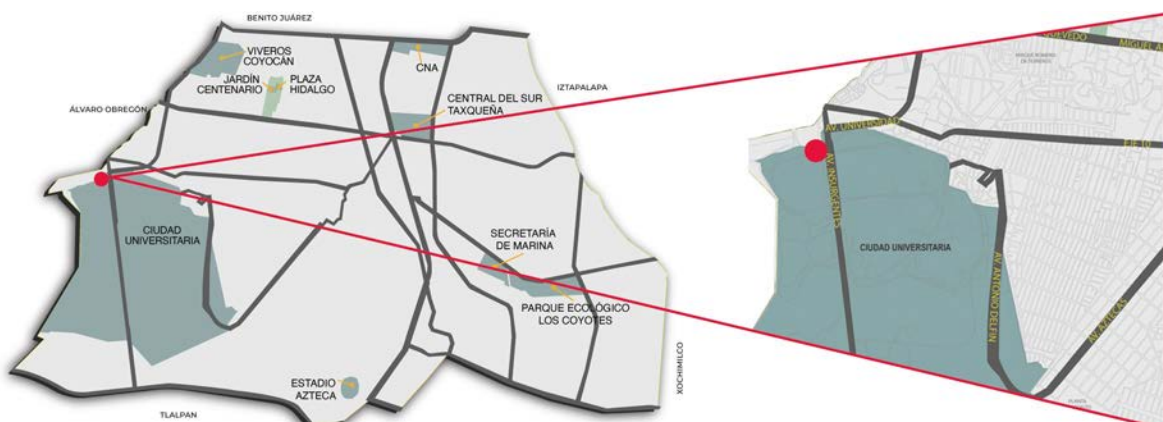 BENITO JUÁREZ
VIVEROS
COYOCÁN
CNA
JARDÍN
CENTENARIO
PLAZA
HIDALGO
IZTAPALAPA
ÁLVARO OBREGÓN
CENTRAL DEL SUR
TAXQUEÑA
CIUDAD
UNIVERSITARIA
SECRETARÍA
DE MARINA
PARQUE ECOLÓGICO
LOS COYOTES
ESTADIO
AZTECA
XOCHIMILCO
TLALPAN
MIGUEL A
AV. UNIVERSIDAD
EJE 10
AV. INSURGENTES
CIUDAD UNIVERSITARIA
AV. ANTONIO DELFIN
AV. AZTECAS